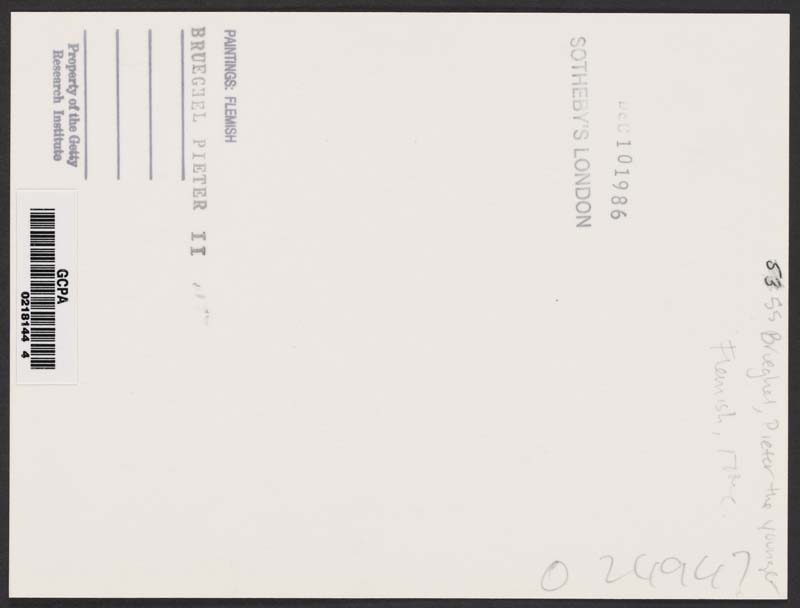 53 SS Brueghel, Pieter the younger
Flemish, 17th c.
DEC 101986
SOTHEBY'S LONDON
PAINTINGS: FLEMISH
BRUEGHEL PIETER II
Property of the Getty
Research Institute
GCPA
0218144 4
0 24947